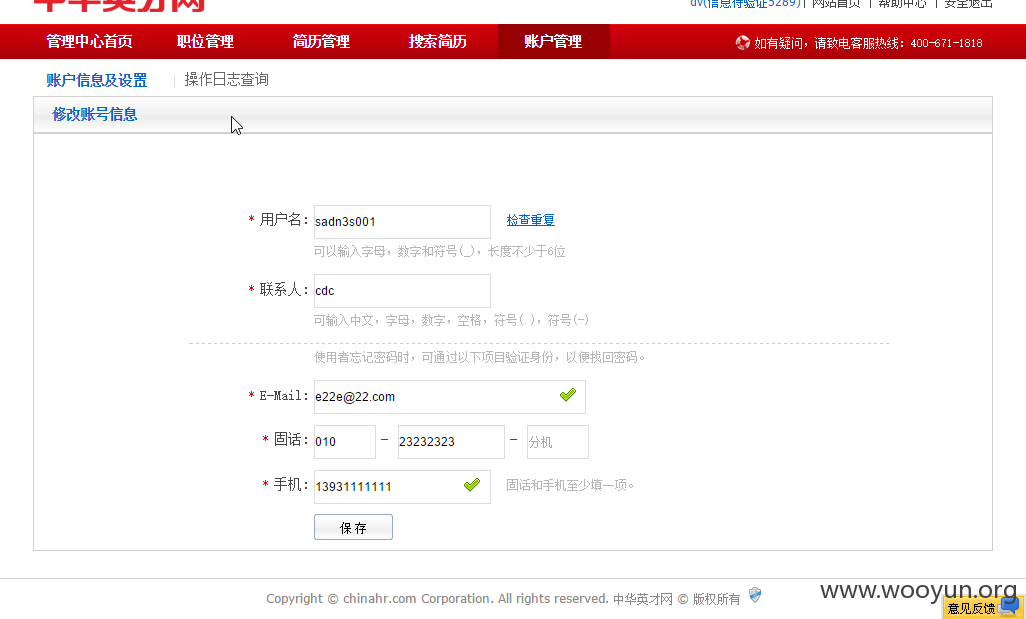 中华英才网
dv(信息待验证5289) | 网站首页 | 帮助中心 | 安全退出
管理中心首页 职位管理 简历管理 搜索简历 账户管理 如有疑问，请致电客服热线：400-671-1818
账户信息及设置 | 操作日志查询
修改账号信息
* 用户名： sadn3s001 检查重复
可以输入字母，数字和符号(_)，长度不少于6位
* 联系人： cdc
可输入中文，字母，数字，空格，符号(.)，符号(-)
使用者忘记密码时，可通过以下项目验证身份，以便找回密码。
* E-Mail： e22e@22.com
* 固话： 010 - 23232323 - 分机
* 手机： 13931111111 固话和手机至少填一项。
保存
Copyright © chinahr.com Corporation. All rights reserved. 中华英才网 © 版权所有
www.wooyun.org
意见反馈